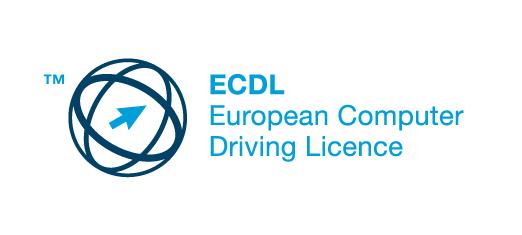 TM
ECDL
European Computer
Driving Licence